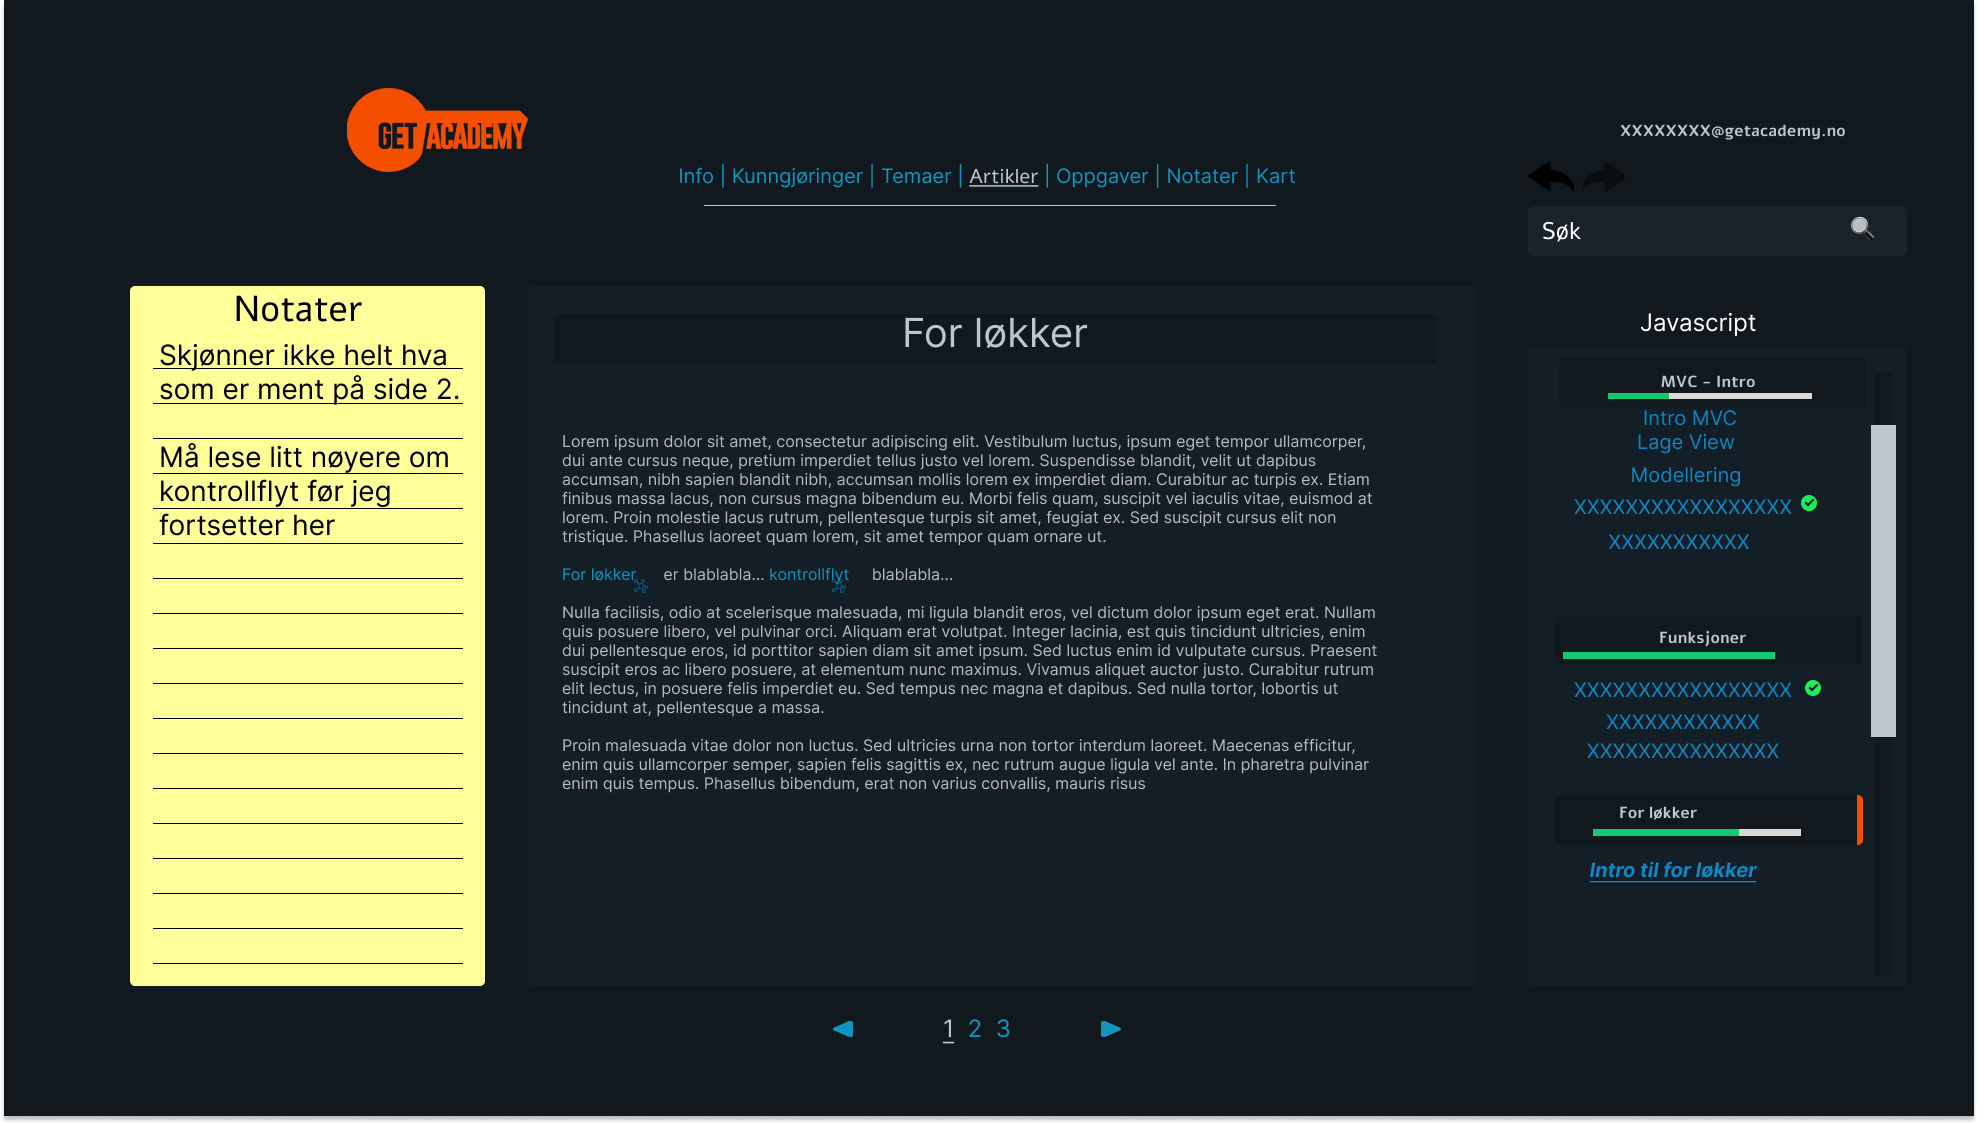 GET ACADEMY
XXXXXXXX@getacademy.no
Info | Kunngjøringer | Temaer | Artikler | Oppgaver | Notater | Kart
Søk
Notater
Skjønner ikke helt hva
som er ment på side 2.
Må lese litt nøyere om
kontrollflyt før jeg
fortsetter her
For løkker
Lorem ipsum dolor sit amet, consectetur adipiscing elit. Vestibulum luctus, ipsum eget tempor ullamcorper,
dui ante cursus neque, pretium imperdiet tellus justo vel lorem. Suspendisse blandit, velit ut dapibus
accumsan, nibh sapien blandit nibh, accumsan mollis lorem ex imperdiet diam. Curabitur ac turpis ex. Etiam
finibus massa lacus, non cursus magna bibendum eu. Morbi felis quam, suscipit vel iaculis vitae, euismod at
lorem. Proin molestie lacus rutrum, pellentesque turpis sit amet, feugiat ex. Sed suscipit cursus elit non
tristique. Phasellus laoreet quam lorem, sit amet tempor quam ornare ut.
For løkker er blablabla... kontrollflyt blablabla...
Nulla facilisis, odio at scelerisque malesuada, mi ligula blandit eros, vel dictum dolor ipsum eget erat. Nullam
quis posuere libero, vel pulvinar orci. Aliquam erat volutpat. Integer lacinia, est quis tincidunt ultricies, enim
dui pellentesque eros, id porttitor sapien diam sit amet ipsum. Sed luctus enim id vulputate cursus. Praesent
suscipit eros ac libero posuere, at elementum nunc maximus. Vivamus aliquet auctor justo. Curabitur rutrum
elit lectus, in posuere felis imperdiet eu. Sed tempus nec magna et dapibus. Sed nulla tortor, lobortis ut
tincidunt at, pellentesque a massa.
Proin malesuada vitae dolor non luctus. Sed ultricies urna non tortor interdum laoreet. Maecenas efficitur,
enim quis ullamcorper semper, sapien felis sagittis ex, nec rutrum augue ligula vel ante. In pharetra pulvinar
enim quis tempus. Phasellus bibendum, erat non varius convallis, mauris risus
1 2 3
Javascript
MVC - Intro
Intro MVC
Lage View
Modellering
XXXXXXXXXXXXXXXXX
XXXXXXXXXXX
Funksjoner
XXXXXXXXXXXXXXXXX
XXXXXXXXXXXX
XXXXXXXXXXXXXXX
For løkker
Intro til for løkker